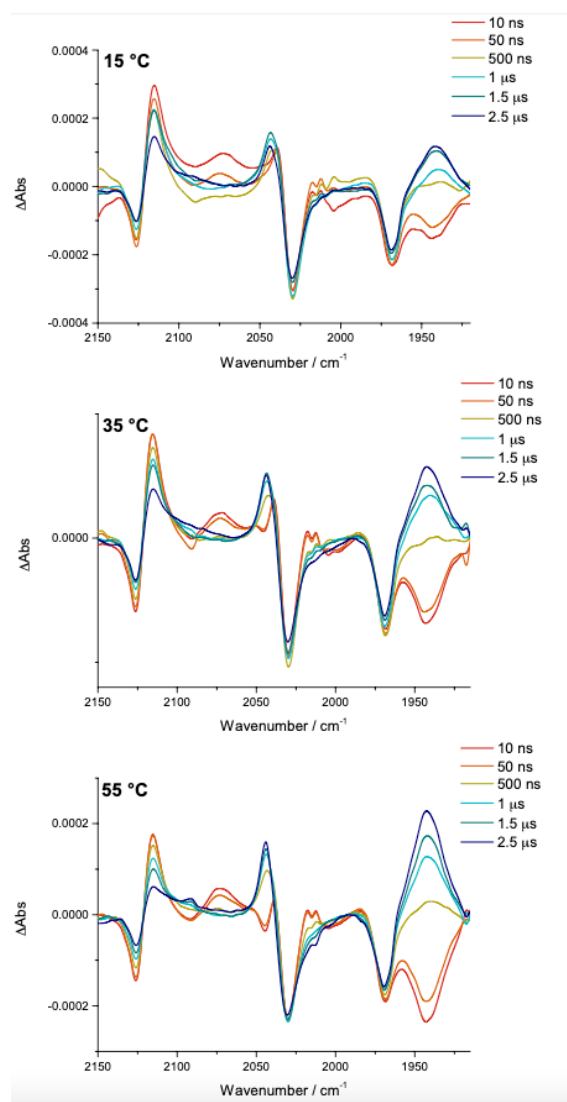 10 ns
50 ns
500 ns
1 μs
1.5 μs
2.5 μs
15 °C
0.0004
0.0002
0.0000
-0.0002
-0.0004
ΔAbs
2150 2100 2050 2000 1950
Wavenumber / cm⁻¹
10 ns
50 ns
500 ns
1 μs
1.5 μs
2.5 μs
35 °C
0.0000
ΔAbs
2150 2100 2050 2000 1950
Wavenumber / cm⁻¹
10 ns
50 ns
500 ns
1 μs
1.5 μs
2.5 μs
55 °C
0.0002
0.0000
-0.0002
ΔAbs
2150 2100 2050 2000 1950
Wavenumber / cm⁻¹